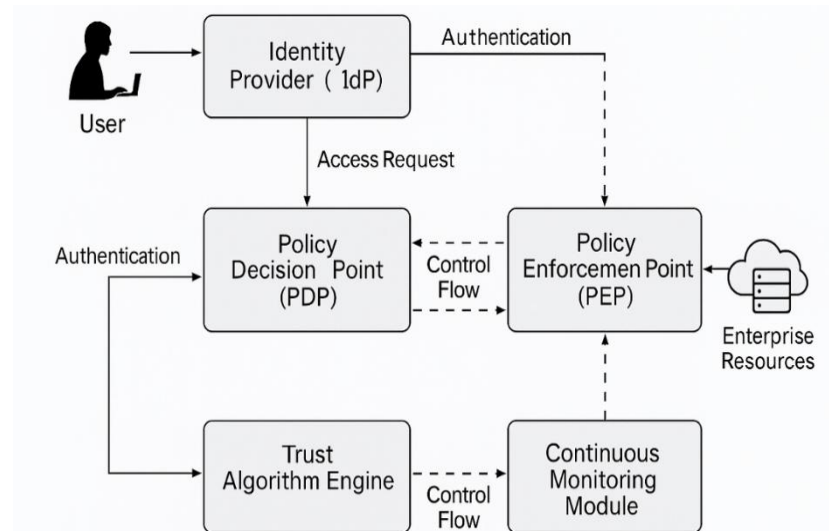 Identity
Provider ( 1dP)
Authentication
User
Access Request
Policy
Decision Point
(PDP)
Authentication
Control
Flow
Policy
Enforcemen Point
(PEP)
Enterprise
Resources
Trust
Algorithm Engine
Control
Flow
Continuous
Monitoring
Module